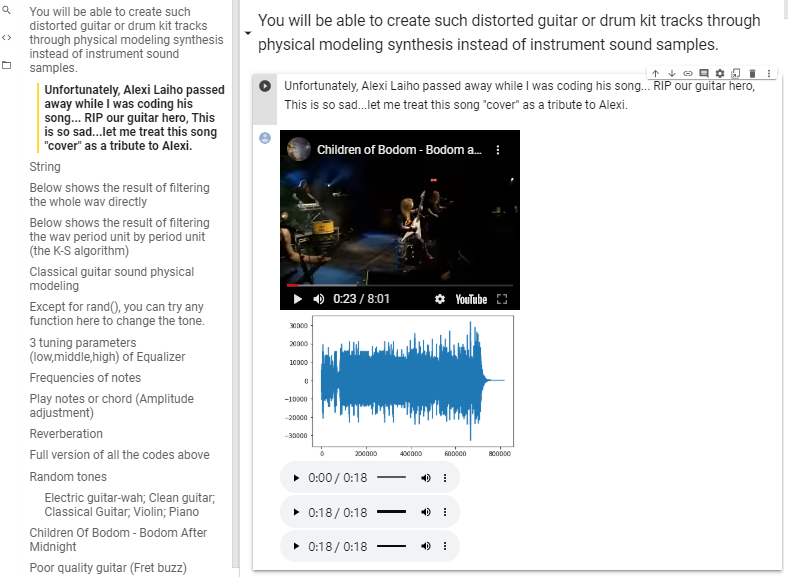 You will be able to create such
distorted guitar or drum kit tracks
through physical modeling synthesis
instead of instrument sound
samples.
Unfortunately, Alexi Laiho passed
away while I was coding his
song... RIP our guitar hero, This
is so sad...let me treat this song
"cover" as a tribute to Alexi.
String
Below shows the result of filtering
the whole wav directly
Below shows the result of filtering
the wav period unit by period unit
(the K-S algorithm)
Classical guitar sound physical
modeling
Except for rand(), you can try any
function here to change the tone.
3 tuning parameters
(low,middle,high) of Equalizer
Frequencies of notes
Play notes or chord (Amplitude
adjustment)
Reverberation
Full version of all the codes above
Random tones
Electric guitar-wah; Clean guitar;
Classical Guitar; Violin; Piano
Children Of Bodom - Bodom After
Midnight
Poor quality guitar (Fret buzz)
You will be able to create such distorted guitar or drum kit tracks through
physical modeling synthesis instead of instrument sound samples.
Unfortunately, Alexi Laiho passed away while I was coding his song... RIP our guitar hero,
This is so sad...let me treat this song "cover" as a tribute to Alexi.
Children of Bodom - Bodom a...
0:23 / 8:01
YouTube
30000
20000
10000
0
−10000
−20000
−30000
0 200000 400000 600000 800000
0:00 / 0:18
0:18 / 0:18
0:18 / 0:18